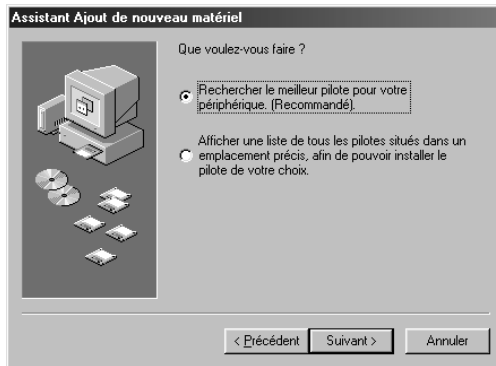 Assistant Ajout de nouveau matériel
Que voulez-vous faire ?
Rechercher le meilleur pilote pour votre
périphérique. (Recommandé).
Afficher une liste de tous les pilotes situés dans un
emplacement précis, afin de pouvoir installer le
pilote de votre choix.
< Précédent
Suivant >
Annuler